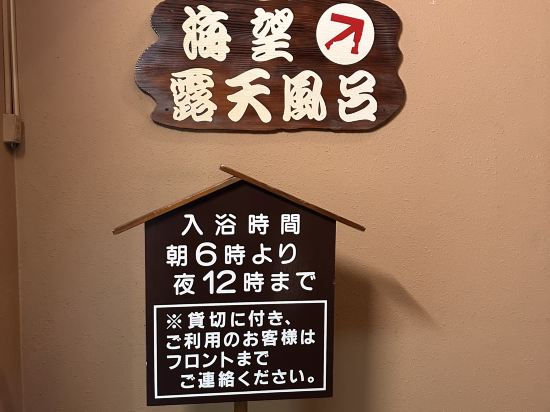 海望
露天風呂
入浴時間
朝6時より
夜12時まで
※貸切に付き、
ご利用のお客様は
フロントまで
ご連絡ください。